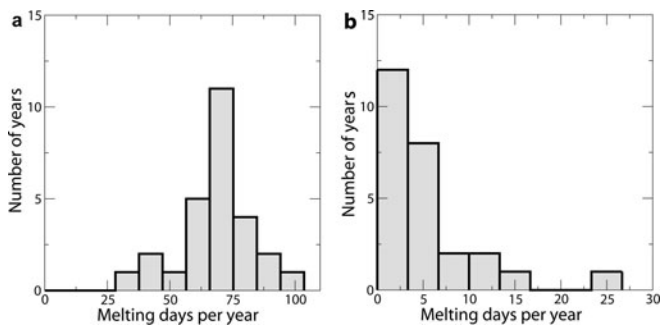 a
15
10
5
0
Number of years
0 25 50 75 100
Melting days per year
b
15
10
5
0
Number of years
0 5 10 15 20 25 30
Melting days per year